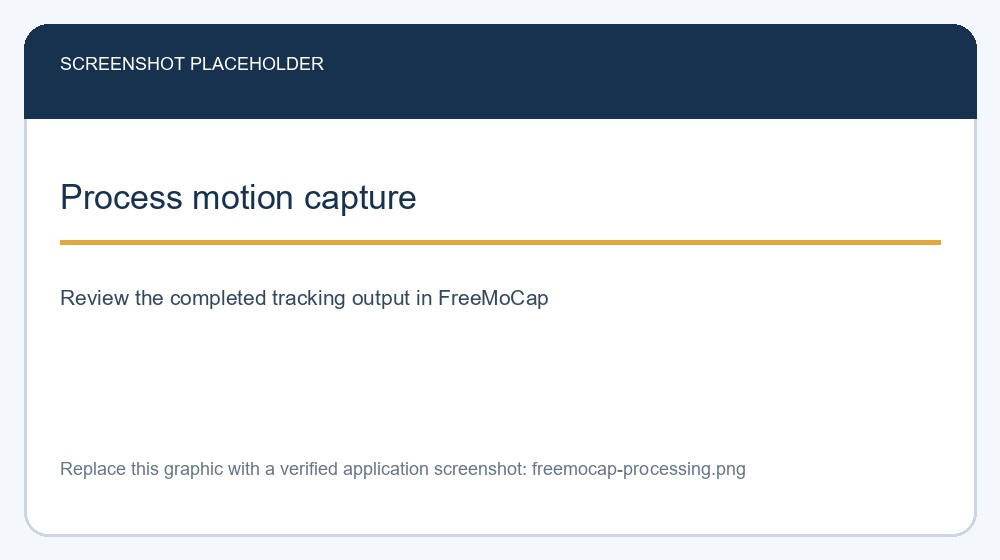 SCREENSHOT PLACEHOLDER
Process motion capture
Review the completed tracking output in FreeMoCap
Replace this graphic with a verified application screenshot: freemocap-processing.png